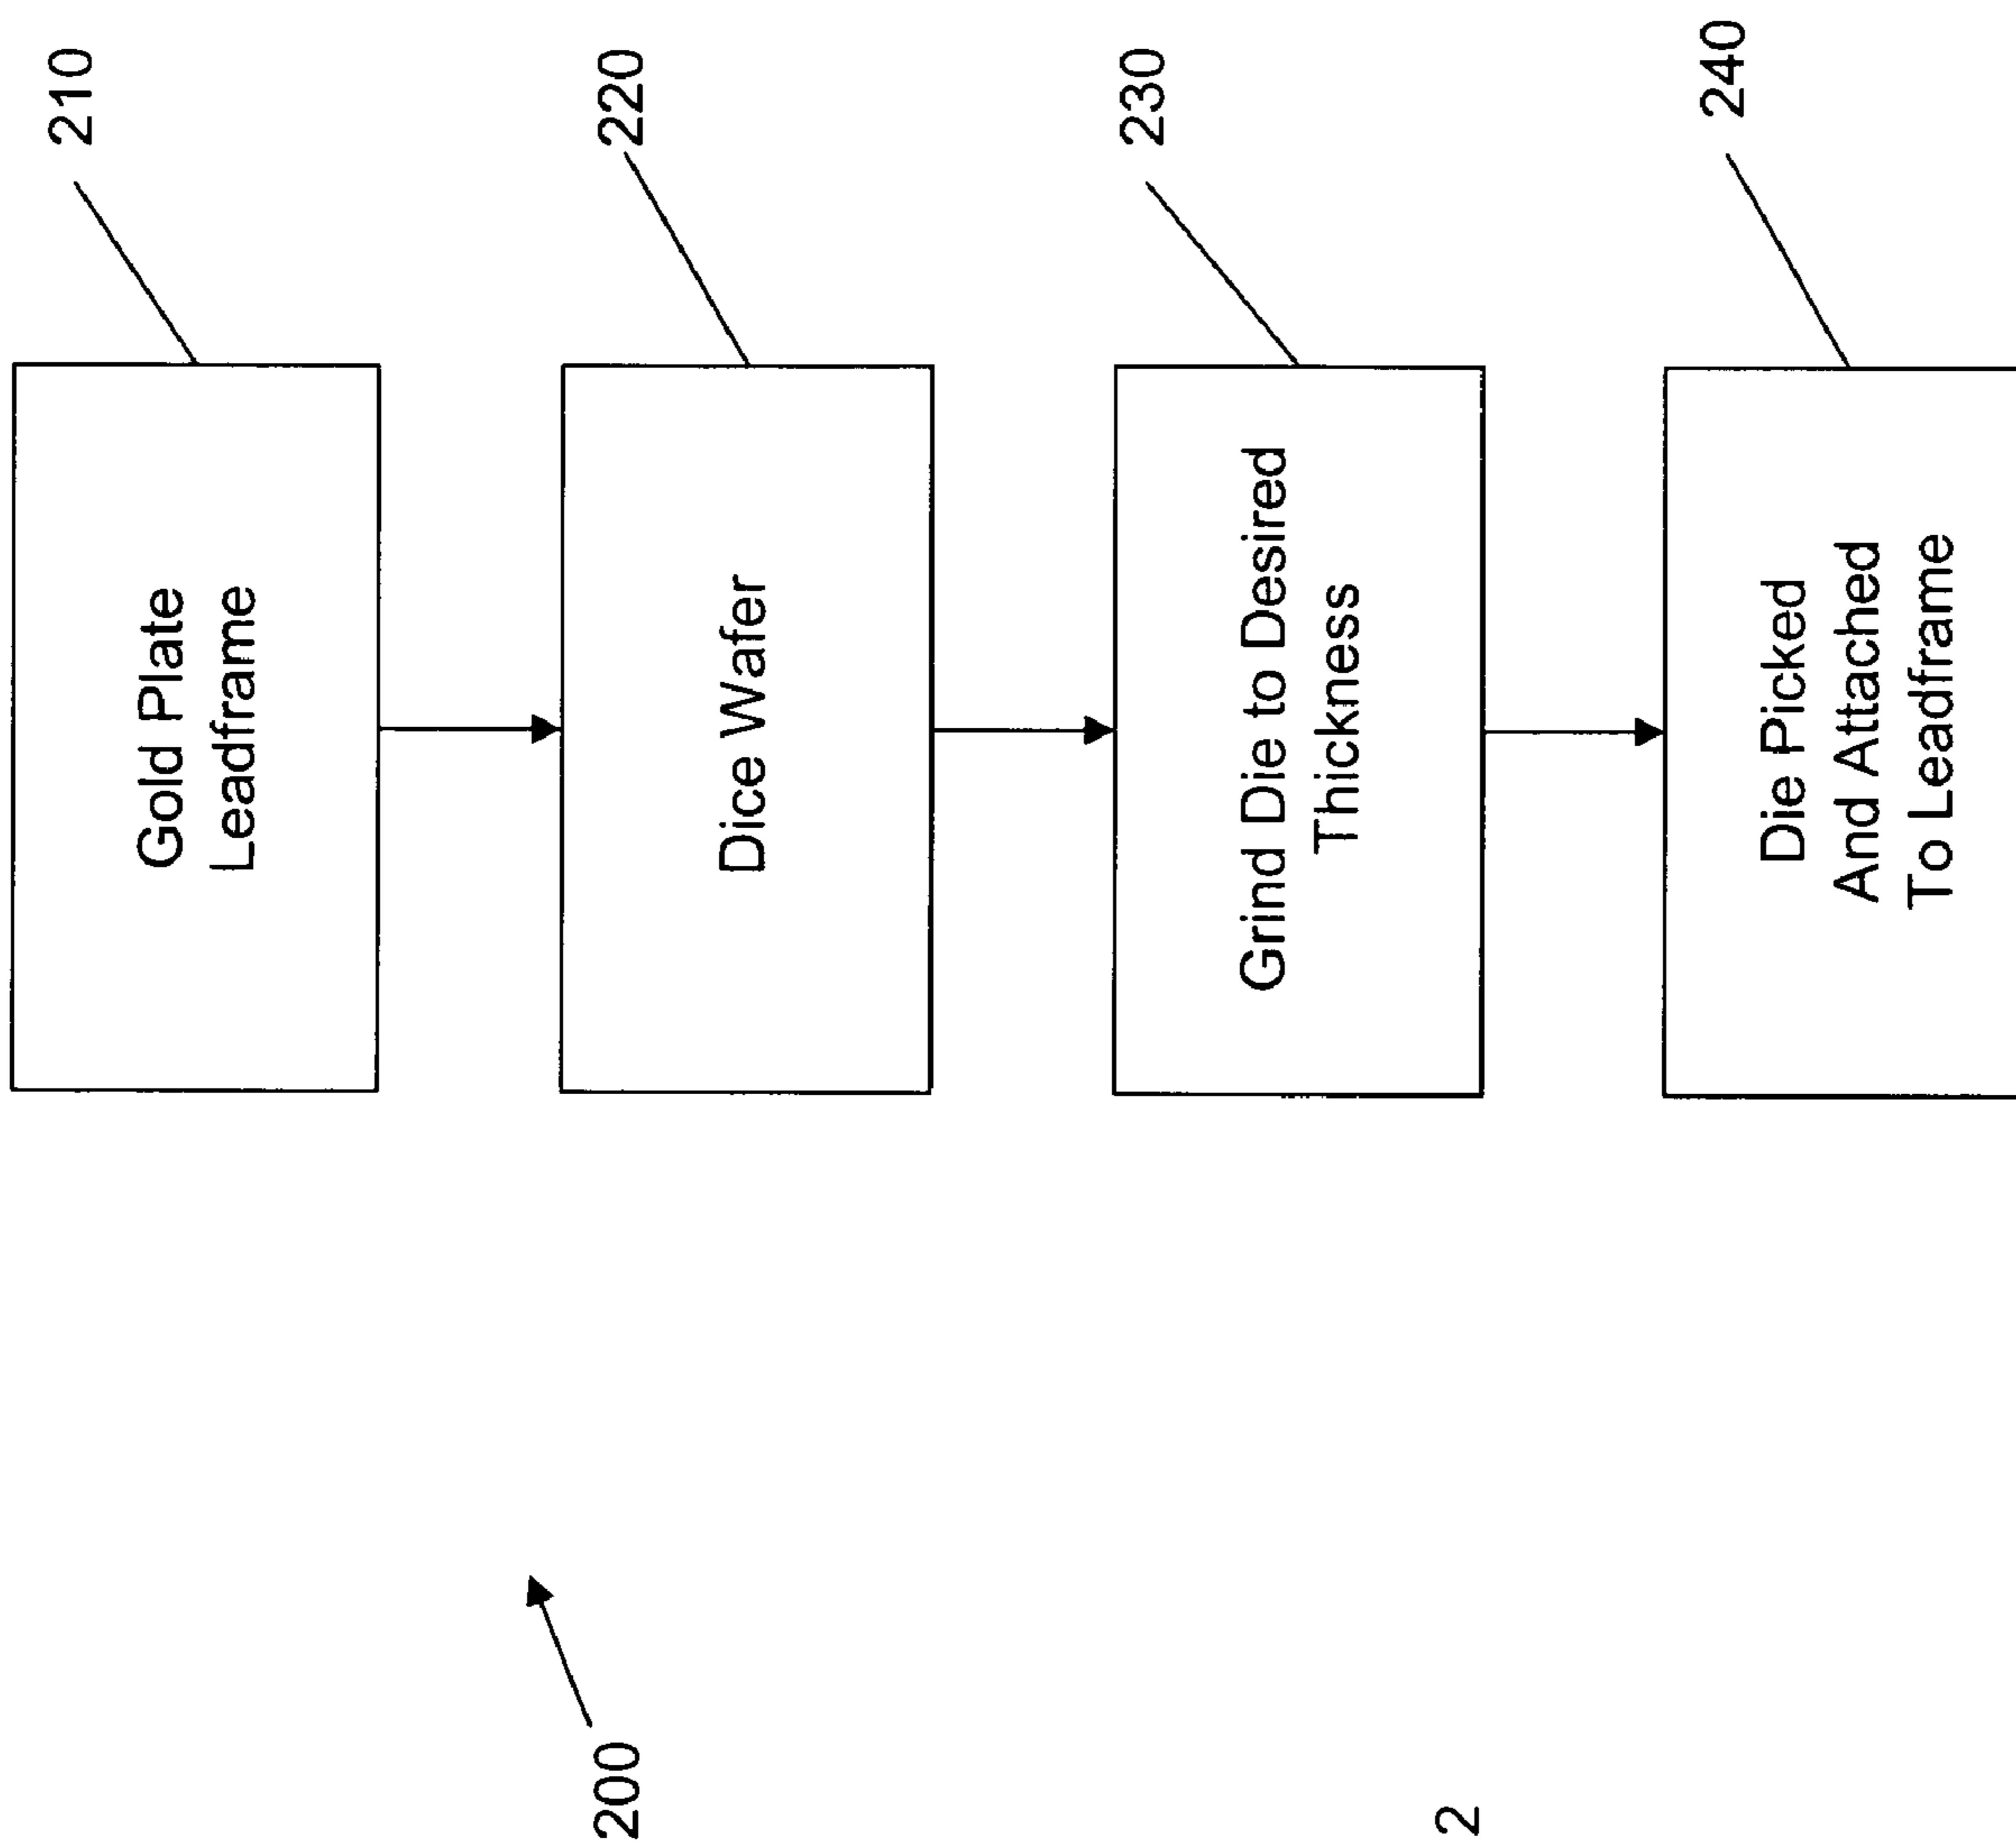 210
Gold Plate
Leadframe
220
Dice Wafer
230
Grind Die to Desired
Thickness
240
Die Picked
And Attached
To Leadframe
200
2